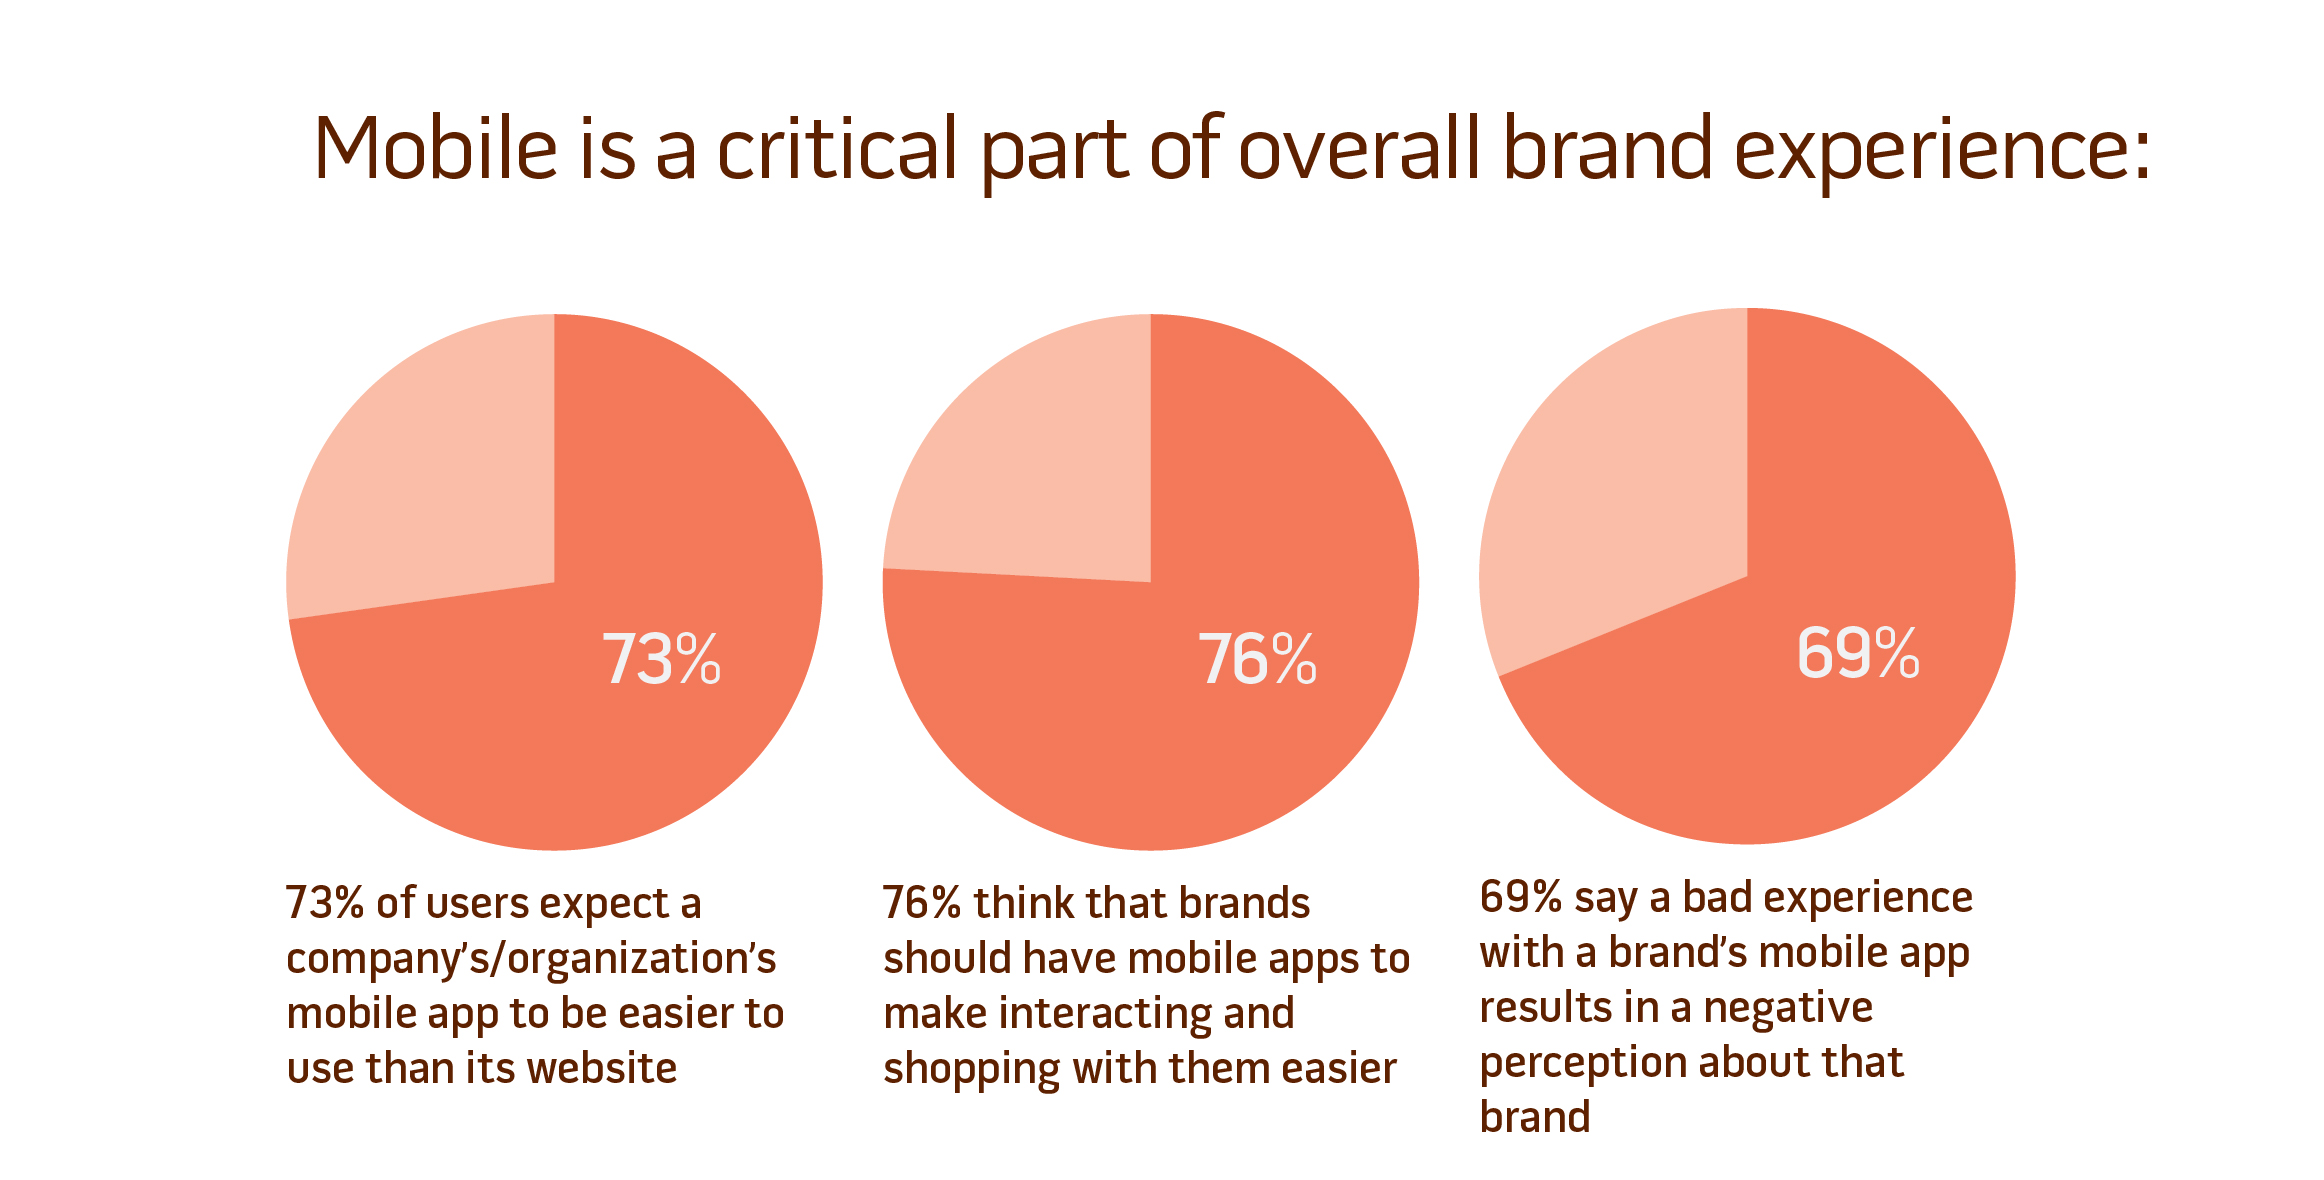 Mobile is a critical part of overall brand experience:
73%
76%
69%
73% of users expect a
company’s/organization’s
mobile app to be easier to
use than its website
76% think that brands
should have mobile apps to
make interacting and
shopping with them easier
69% say a bad experience
with a brand’s mobile app
results in a negative
perception about that
brand